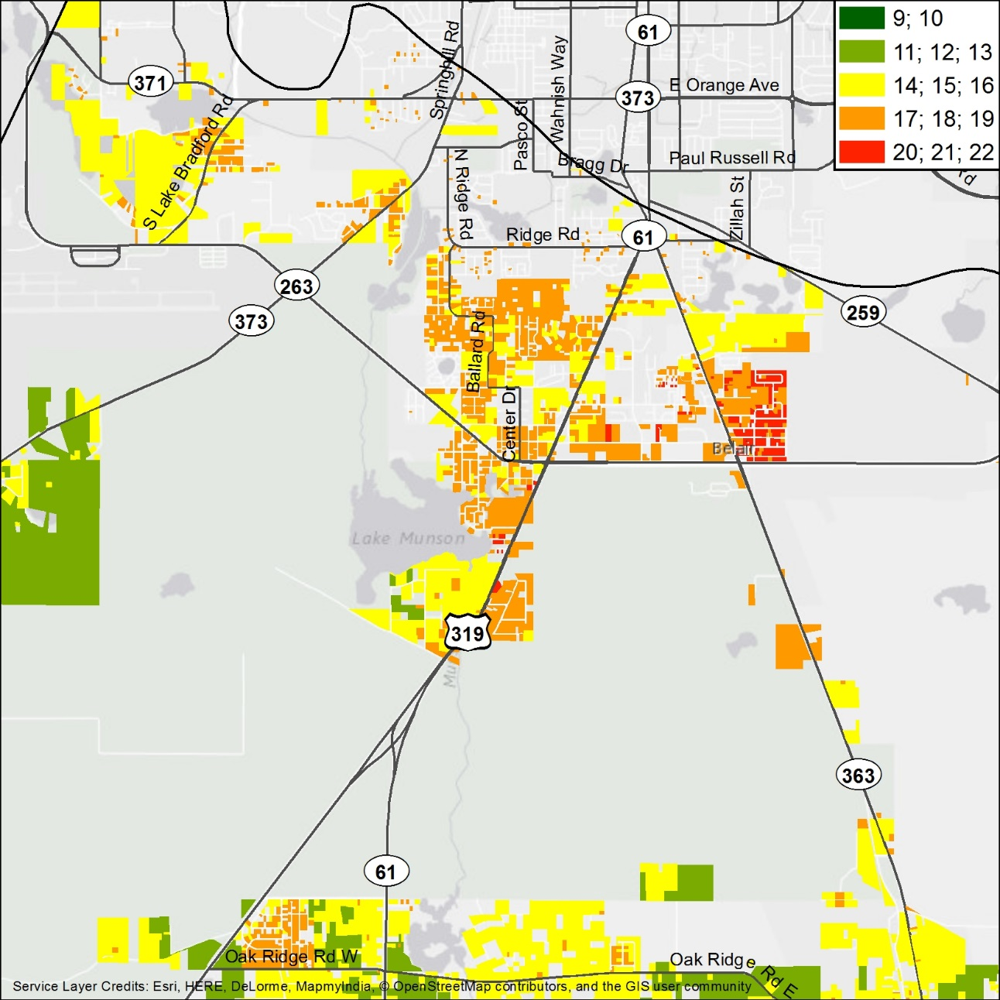 9; 10
11; 12; 13
14; 15; 16
17; 18; 19
20; 21; 22
61
371
Springhill Rd
Wahnish Way
E Orange Ave
373
Pasco St
S Lake Bradford Rd
N Ridge Rd
Bragg Dr
Paul Russell Rd
Rd
Zillah St
Ridge Rd
61
263
373
259
Ballard Rd
Center Dr
Belair
Lake Munson
319
Mu
363
61
Oak Ridge Rd W
Oak Ridge Rd E
Service Layer Credits: Esri, HERE, DeLorme, MapmyIndia, © OpenStreetMap contributors, and the GIS user community